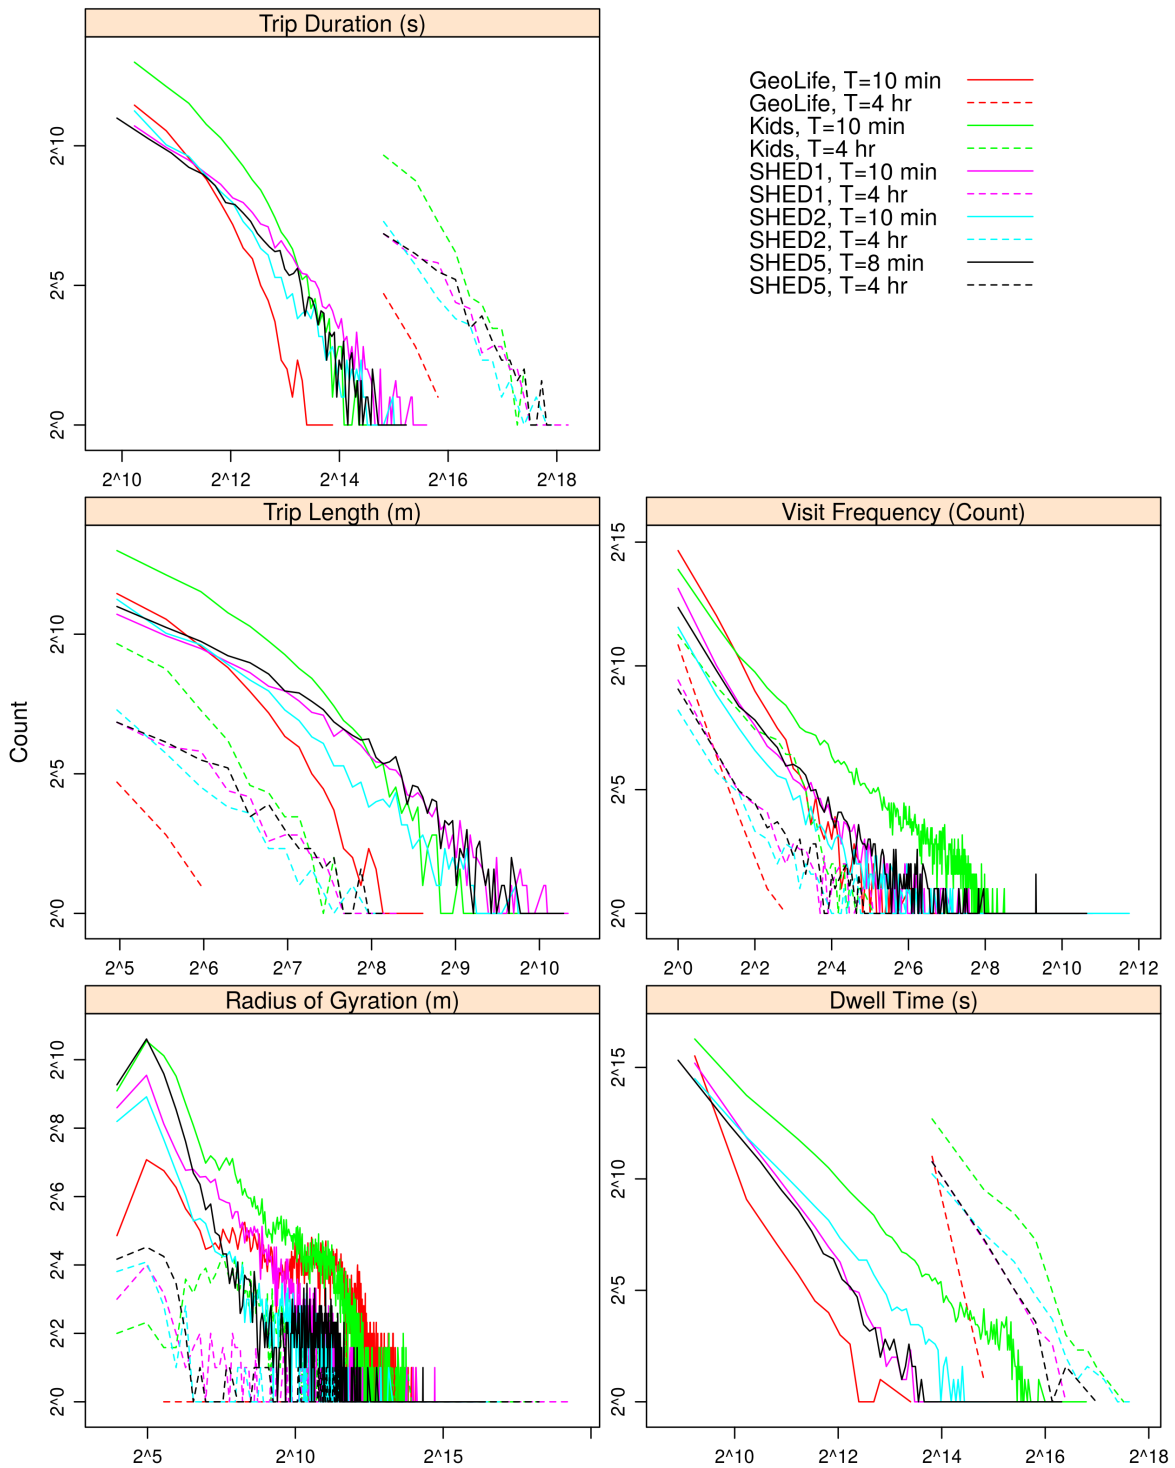 Trip Duration (s)
2^10
2^5
2^0
2^10 2^12 2^14 2^16 2^18
GeoLife, T=10 min
GeoLife, T=4 hr
Kids, T=10 min
Kids, T=4 hr
SHED1, T=10 min
SHED1, T=4 hr
SHED2, T=10 min
SHED2, T=4 hr
SHED5, T=8 min
SHED5, T=4 hr
Count
Trip Length (m)
2^10
2^5
2^0
2^5 2^6 2^7 2^8 2^9 2^10
Visit Frequency (Count)
2^15
2^10
2^5
2^0
2^0 2^2 2^4 2^6 2^8 2^10 2^12
Radius of Gyration (m)
2^10
2^8
2^6
2^4
2^2
2^0
2^5 2^10 2^15
Dwell Time (s)
2^15
2^10
2^5
2^0
2^10 2^12 2^14 2^16 2^18